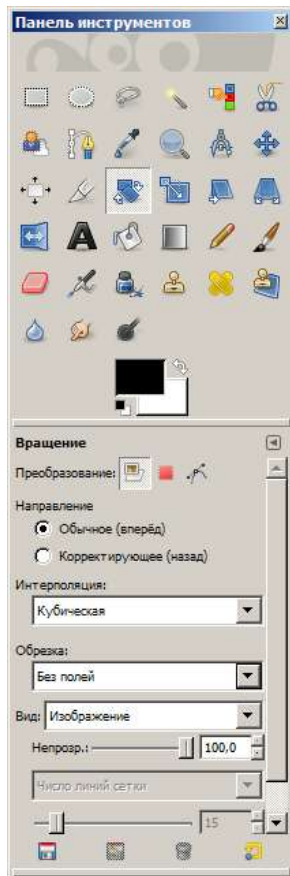 Панель инструментов
Вращение
Преобразование:
Направление
Обычное (вперёд)
Корректирующее (назад)
Интерполяция:
Кубическая
Обрезка:
Без полей
Вид: Изображение
Непрозр.: 100,0
Число линий сетки
15